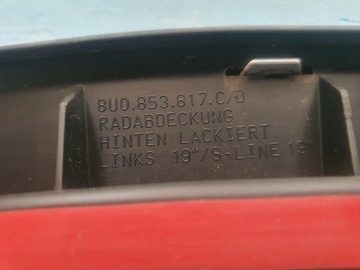 8U0.853.817.C/D
RADABDECKUNG
HINTEN LACKIERT
LINKS 19"/S-LINE 19"